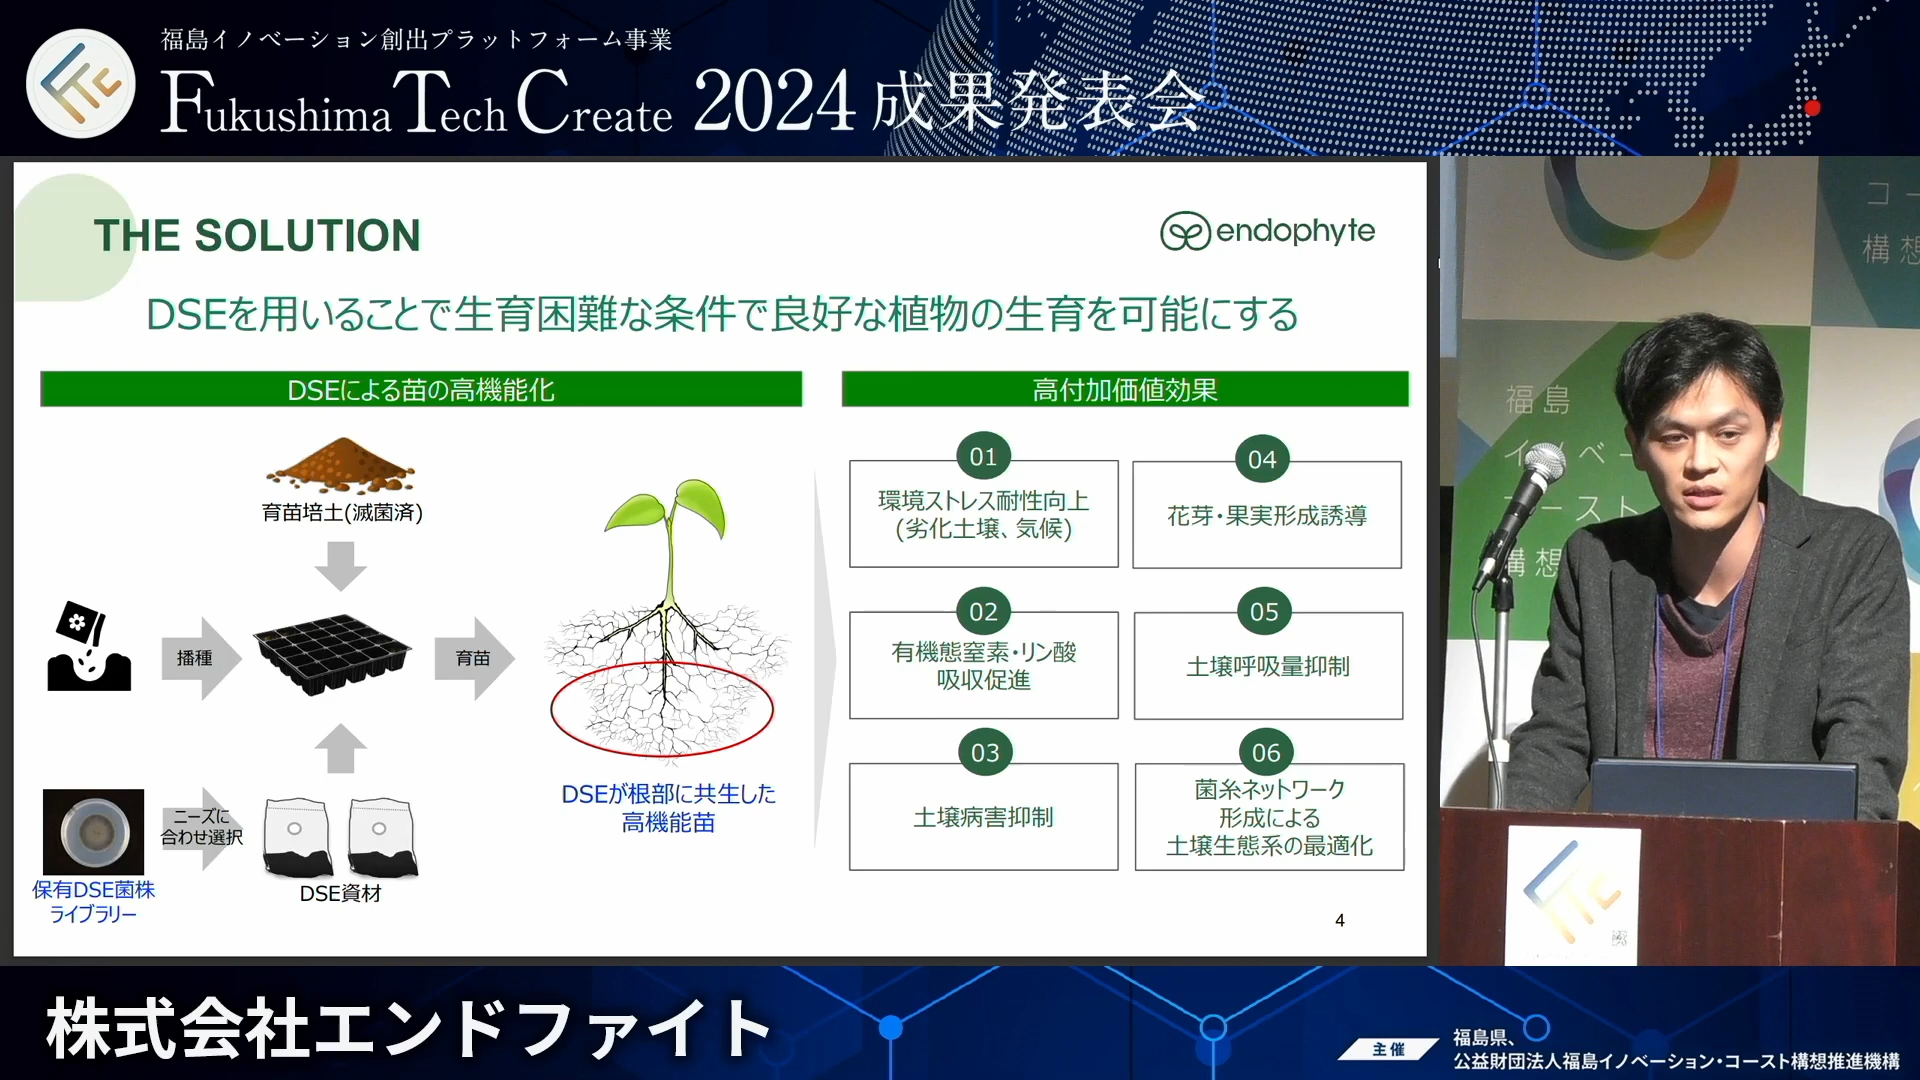 福島イノベーション創出プラットフォーム事業
Fukushima Tech Create 2024 成果発表会
THE SOLUTION
endophyte
DSEを用いることで生育困難な条件で良好な植物の生育を可能にする
DSEによる苗の高機能化
育苗培土(滅菌済)
播種
育苗
ニーズに
合わせ選択
保有DSE菌株
ライブラリー
DSE資材
DSEが根部に共生した
高機能苗
高付加価値効果
01
環境ストレス耐性向上
(劣化土壌、気候)
04
花芽・果実形成誘導
02
有機態窒素・リン酸
吸収促進
05
土壌呼吸量抑制
03
土壌病害抑制
06
菌糸ネットワーク
形成による
土壌生態系の最適化
4
コー
構想
福島
イノベー
コースト
構想
株式会社エンドファイト
主催
福島県、
公益財団法人福島イノベーション・コースト構想推進機構